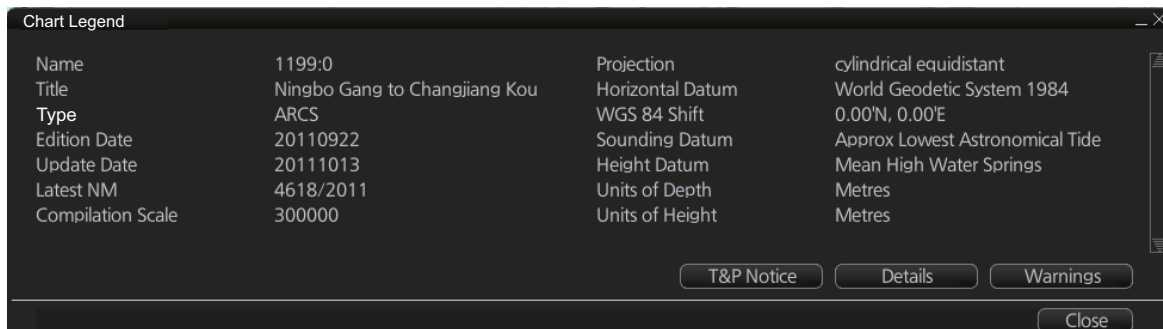 Chart Legend
Name 1199:0 Projection cylindrical equidistant
Title Ningbo Gang to Changjiang Kou Horizontal Datum World Geodetic System 1984
Type ARCS WGS 84 Shift 0.00'N, 0.00'E
Edition Date 20110922 Sounding Datum Approx Lowest Astronomical Tide
Update Date 20111013 Height Datum Mean High Water Springs
Latest NM 4618/2011 Units of Depth Metres
Compilation Scale 300000 Units of Height Metres
T&P Notice Details Warnings
Close